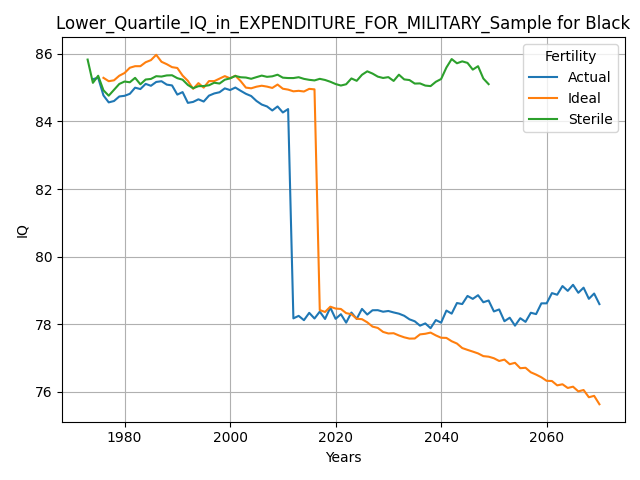 Lower_Quartile_IQ_in_EXPENDITURE_FOR_MILITARY_Sample for Black
Fertility
Actual
Ideal
Sterile
IQ
86
84
82
80
78
76
1980
2000
2020
2040
2060
Years